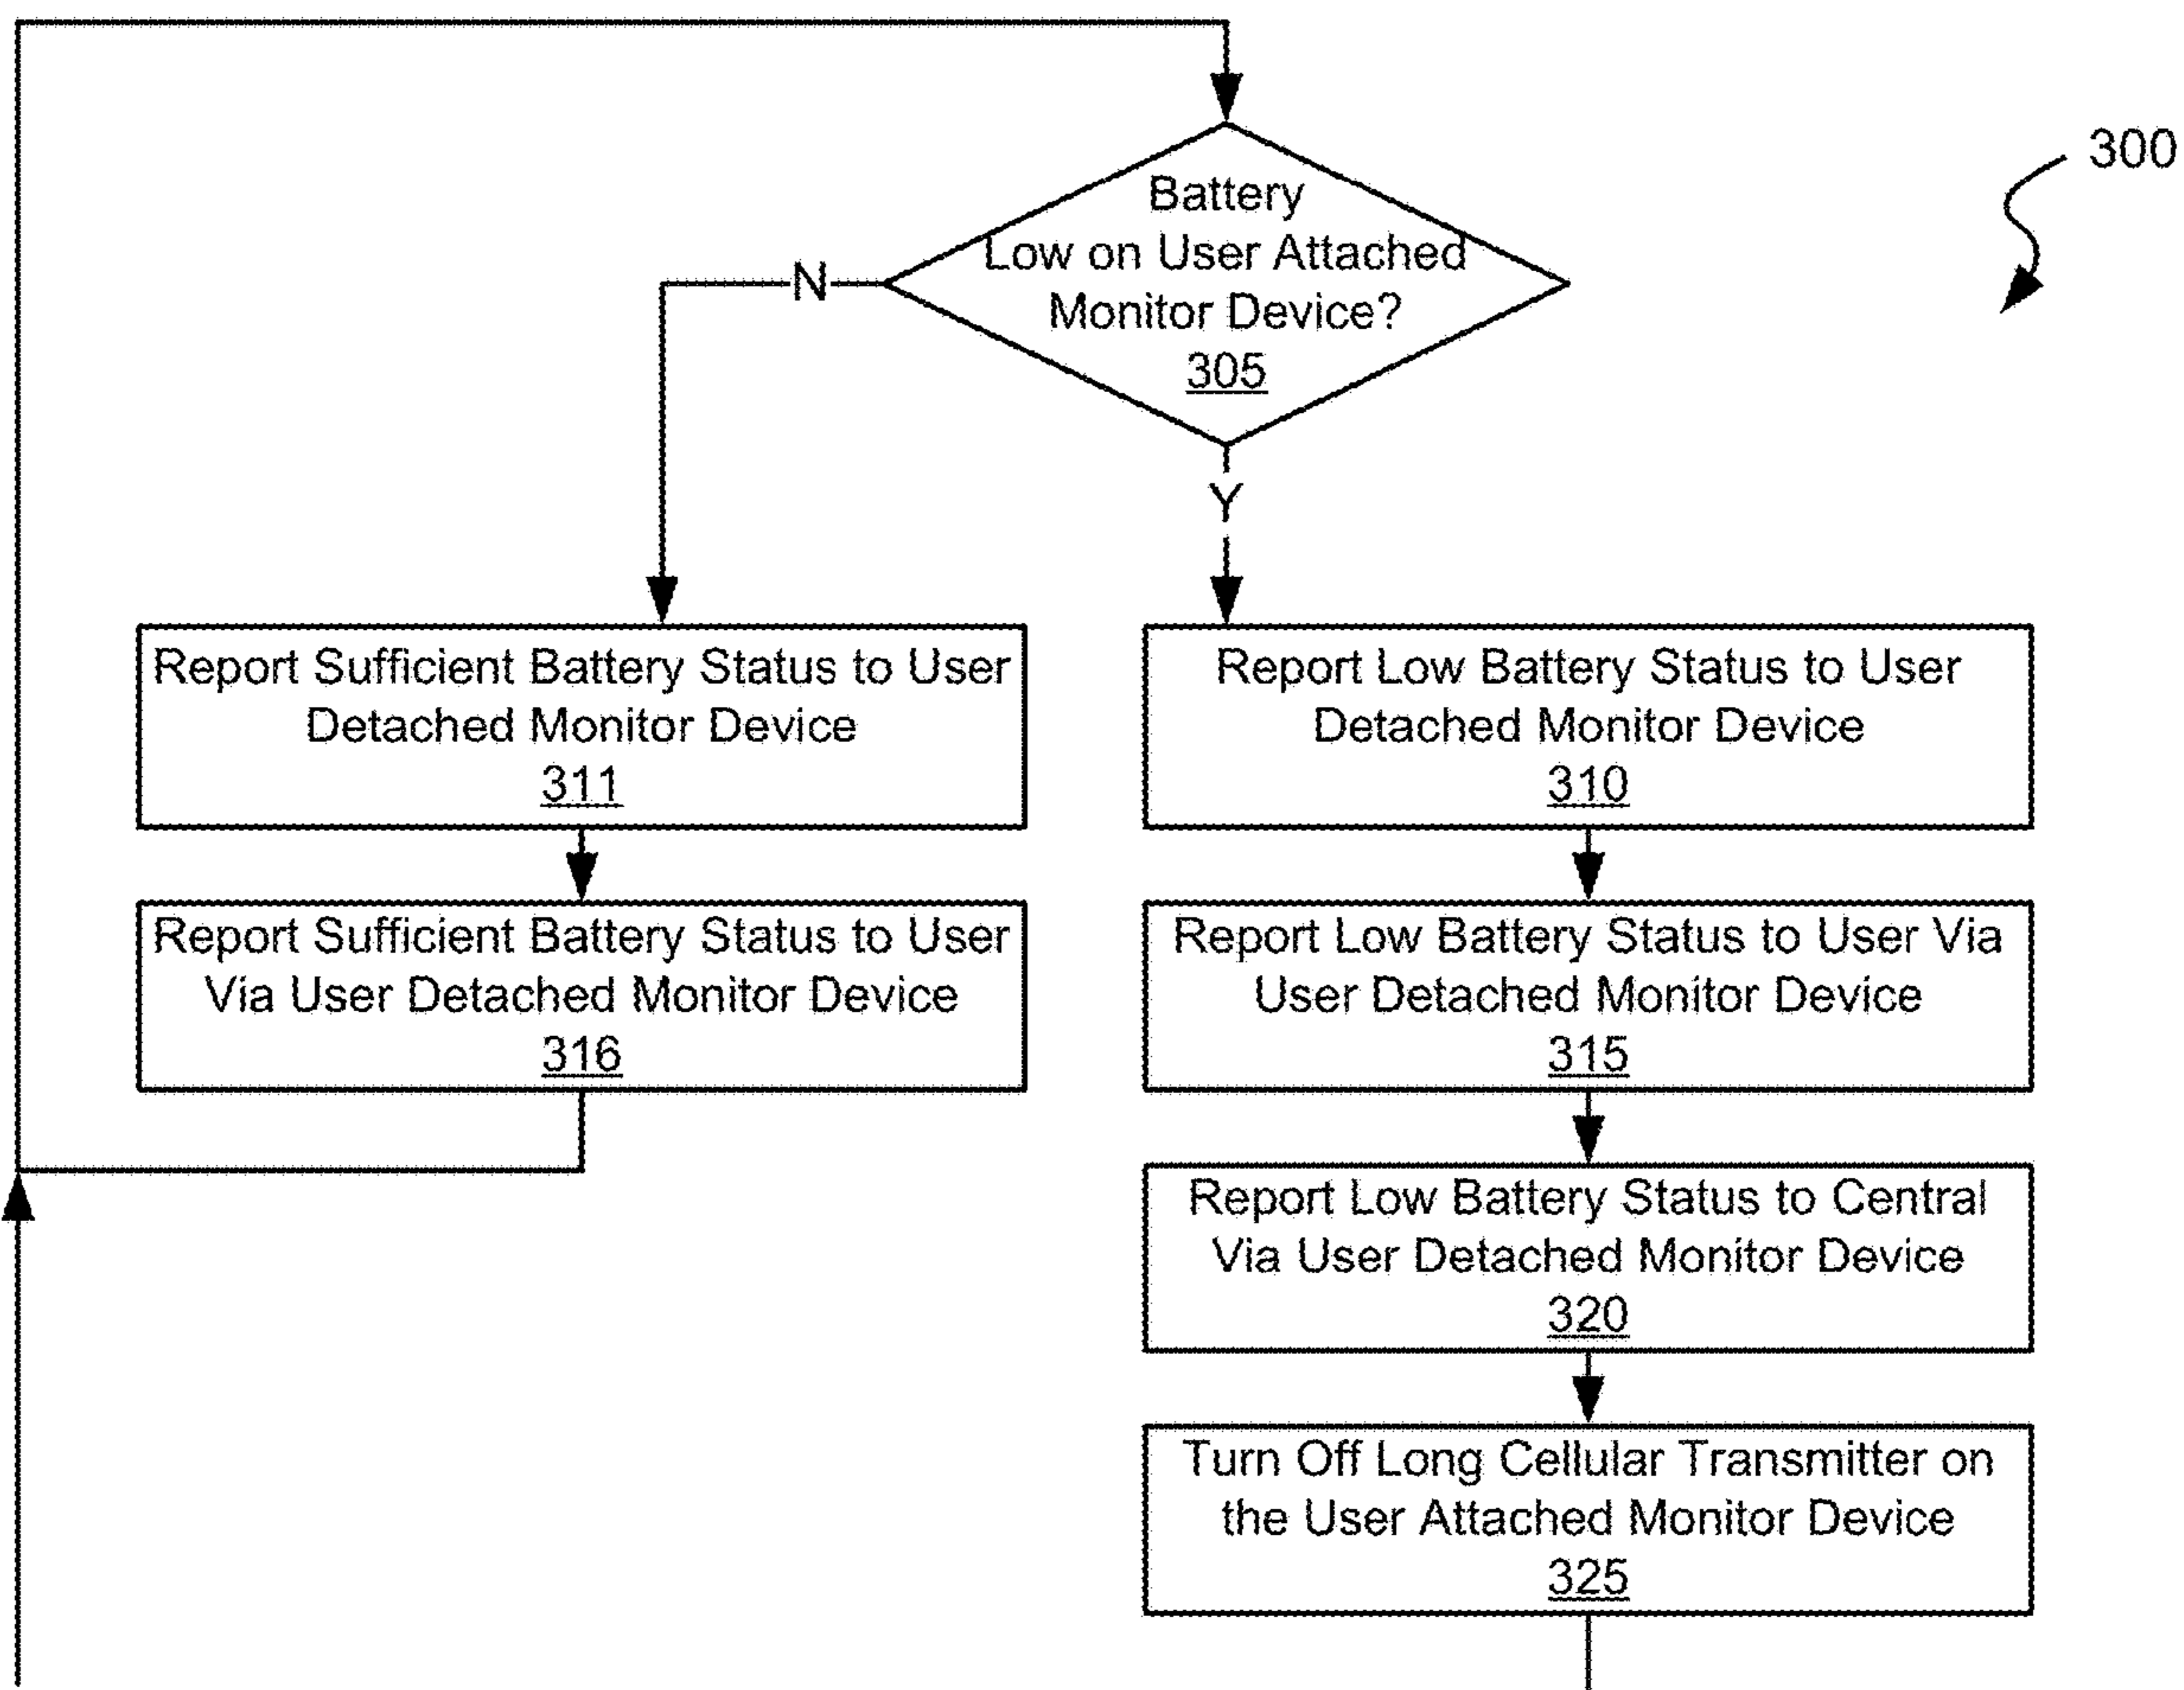 300
Battery
Low on User Attached
Monitor Device?
305
N
Y
Report Sufficient Battery Status to User
Detached Monitor Device
311
Report Low Battery Status to User
Detached Monitor Device
310
Report Sufficient Battery Status to User
Via User Detached Monitor Device
316
Report Low Battery Status to User Via
User Detached Monitor Device
315
Report Low Battery Status to Central
Via User Detached Monitor Device
320
Turn Off Long Cellular Transmitter on
the User Attached Monitor Device
325